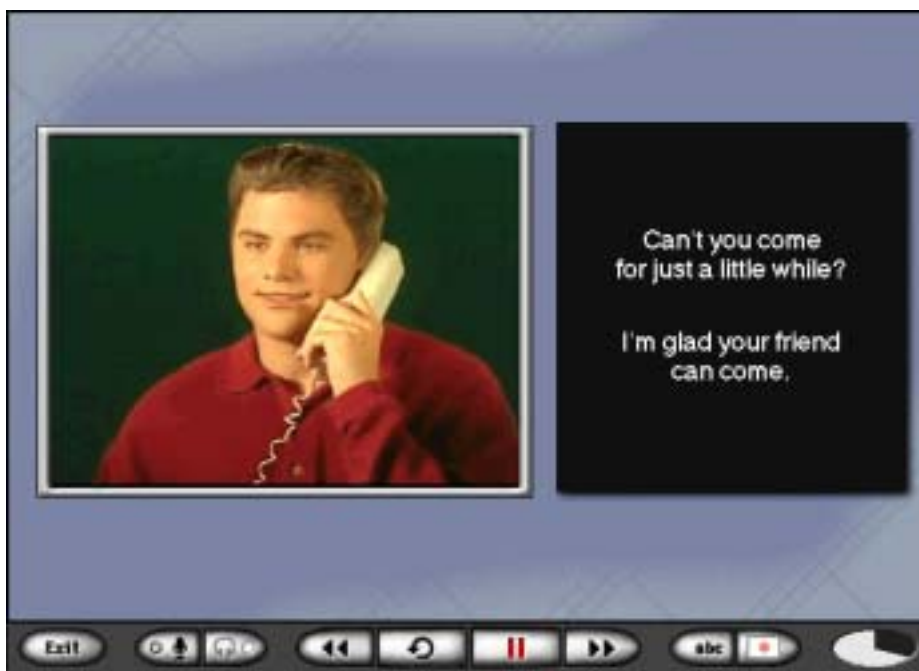 Can't you come
for just a little while?
I'm glad your friend
can come.
Exit
abc